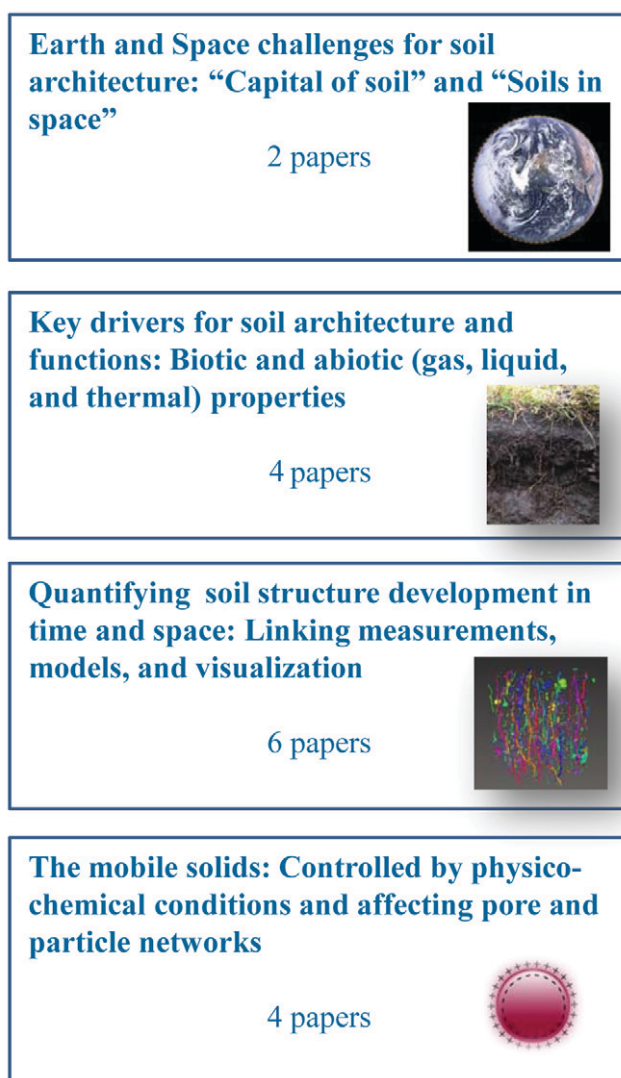 Earth and Space challenges for soil
architecture: “Capital of soil” and “Soils in
space”
2 papers
Key drivers for soil architecture and
functions: Biotic and abiotic (gas, liquid,
and thermal) properties
4 papers
Quantifying soil structure development in
time and space: Linking measurements,
models, and visualization
6 papers
The mobile solids: Controlled by physico-
chemical conditions and affecting pore and
particle networks
4 papers